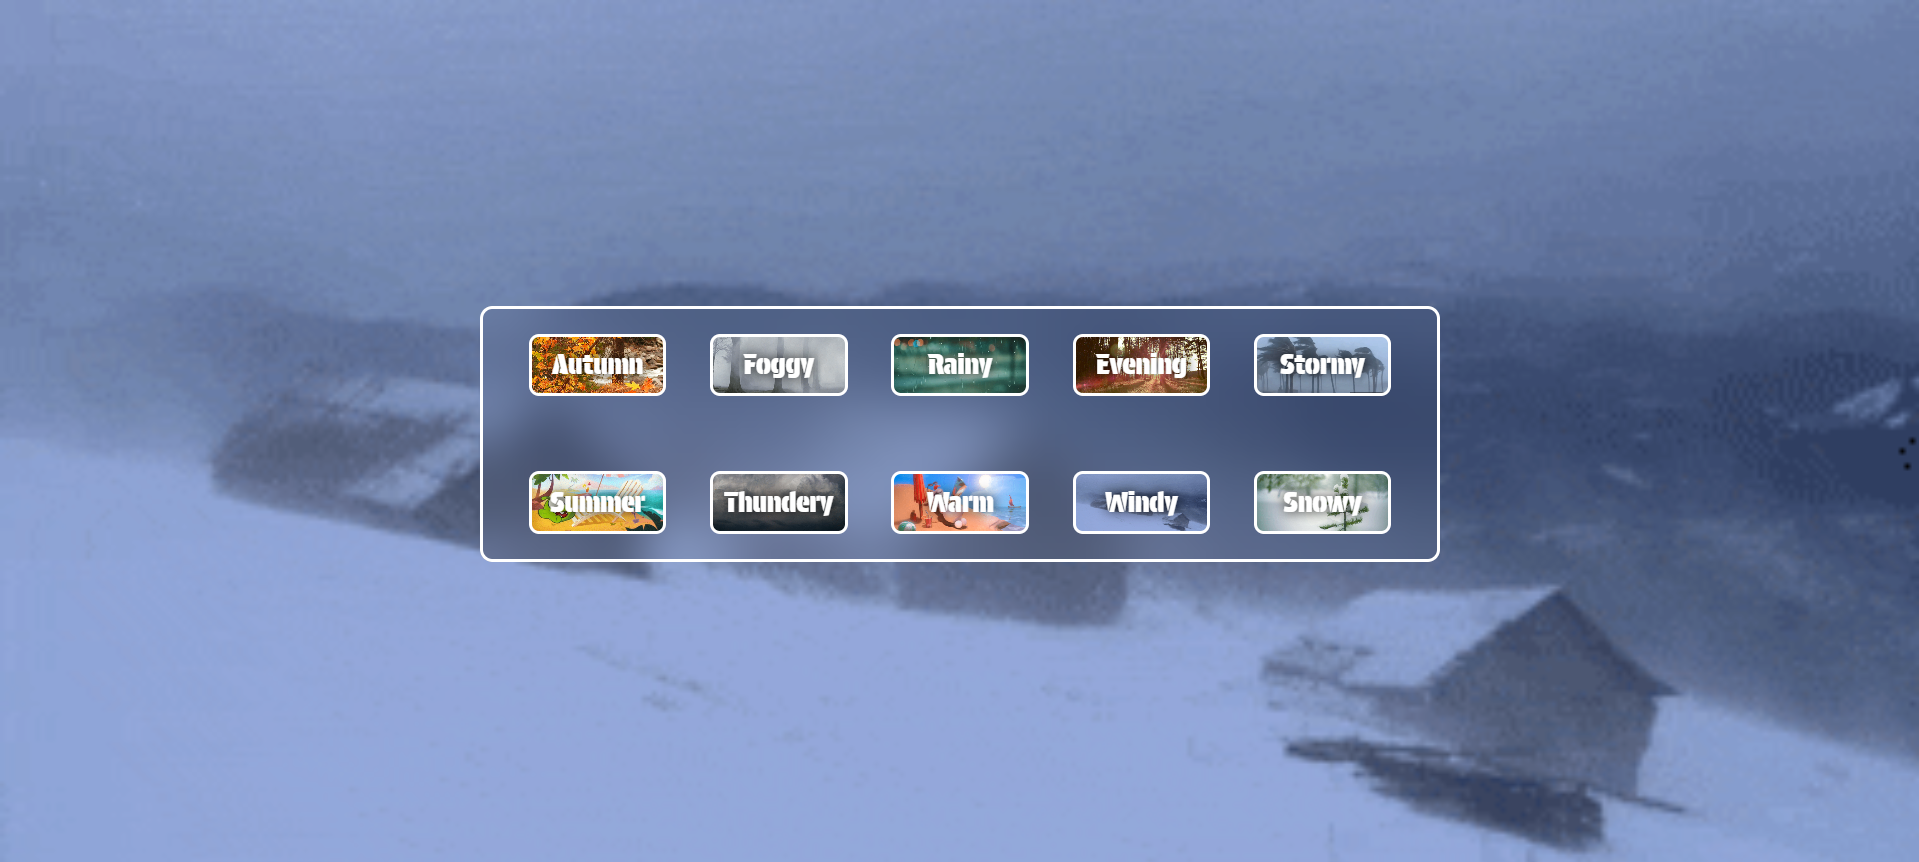 Autumn
Foggy
Rainy
Evening
Stormy
Summer
Thundery
Warm
Windy
Snowy